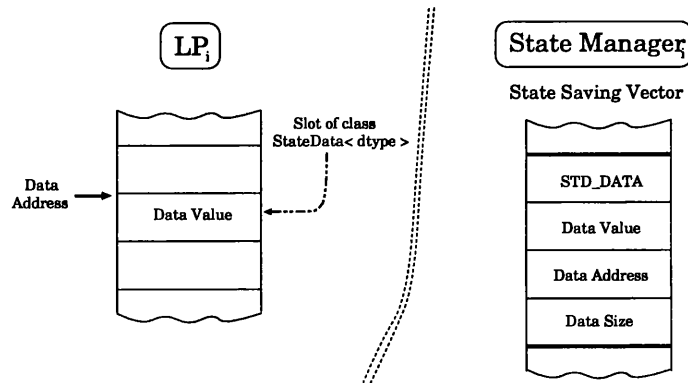 LPi
State Manageri
State Saving Vector
Slot of class
StateData< dtype >
Data
Address
Data Value
STD_DATA
Data Value
Data Address
Data Size